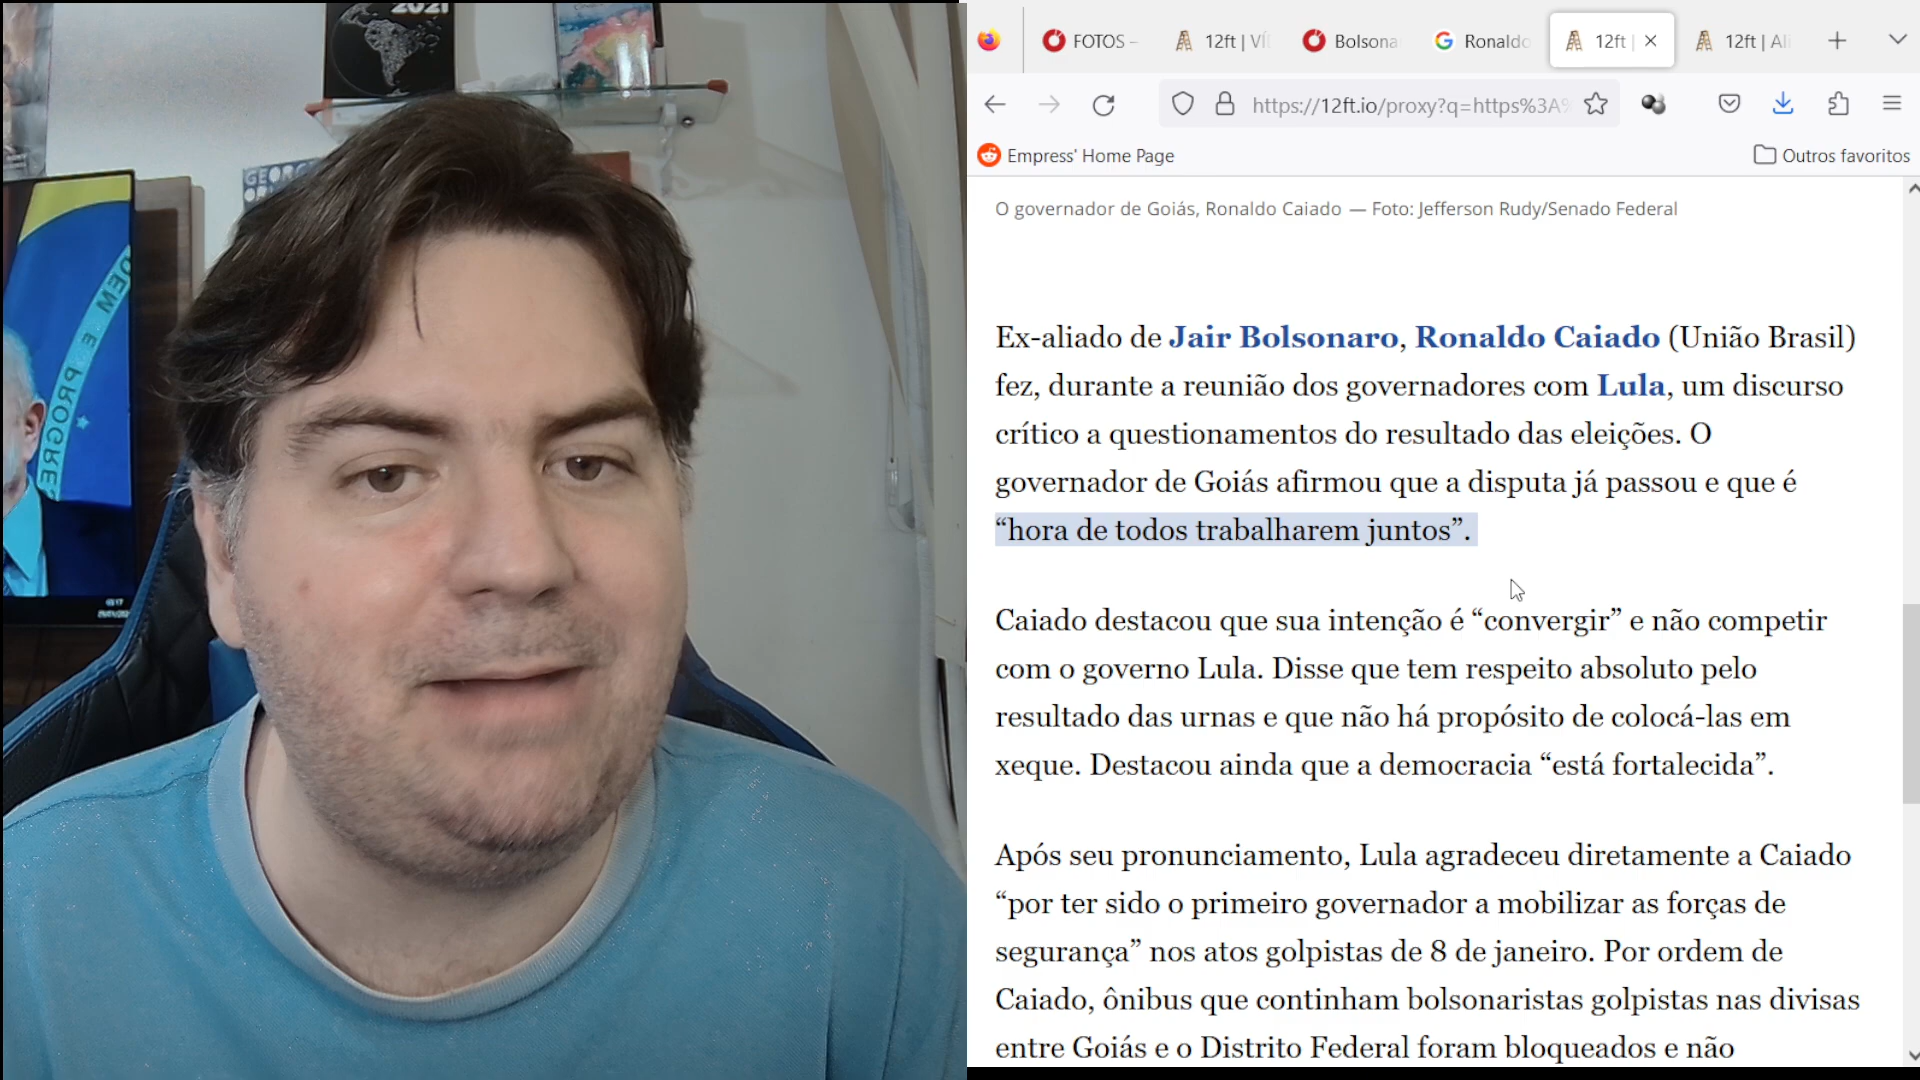 2021
GEORG
OR
DEM E PROGRE
FOTOS –
12ft | VÍ
Bolsona
Ronaldo
12ft |
12ft | Al
https://12ft.io/proxy?q=https%3A%
Empress' Home Page
Outros favoritos
O governador de Goiás, Ronaldo Caiado — Foto: Jefferson Rudy/Senado Federal
Ex-aliado de Jair Bolsonaro, Ronaldo Caiado (União Brasil)
fez, durante a reunião dos governadores com Lula, um discurso
crítico a questionamentos do resultado das eleições. O
governador de Goiás afirmou que a disputa já passou e que é
“hora de todos trabalharem juntos”.
Caiado destacou que sua intenção é “convergir” e não competir
com o governo Lula. Disse que tem respeito absoluto pelo
resultado das urnas e que não há propósito de colocá-las em
xeque. Destacou ainda que a democracia “está fortalecida”.
Após seu pronunciamento, Lula agradeceu diretamente a Caiado
“por ter sido o primeiro governador a mobilizar as forças de
segurança” nos atos golpistas de 8 de janeiro. Por ordem de
Caiado, ônibus que continham bolsonaristas golpistas nas divisas
entre Goiás e o Distrito Federal foram bloqueados e não